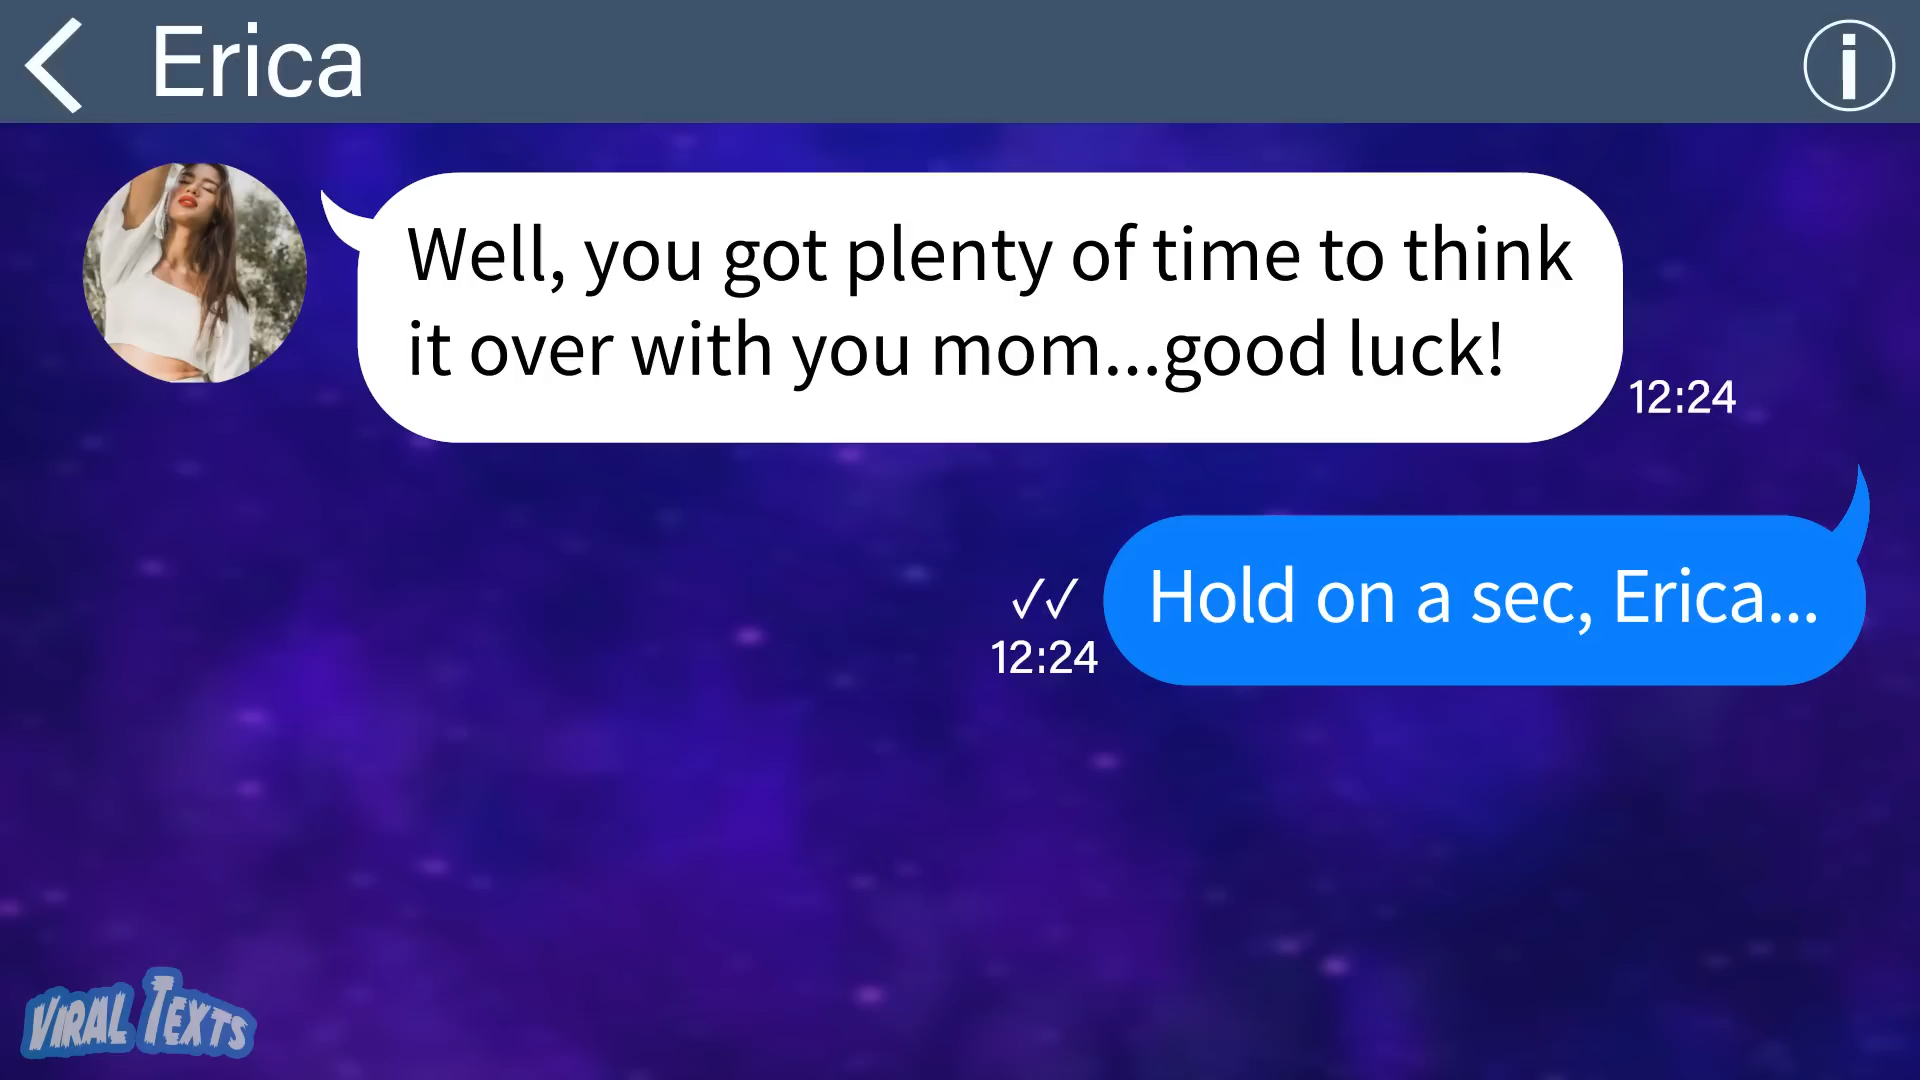 Erica
i
Well, you got plenty of time to think
it over with you mom...good luck!
12:24
Hold on a sec, Erica...
✓✓
12:24
VIRAL TEXTS